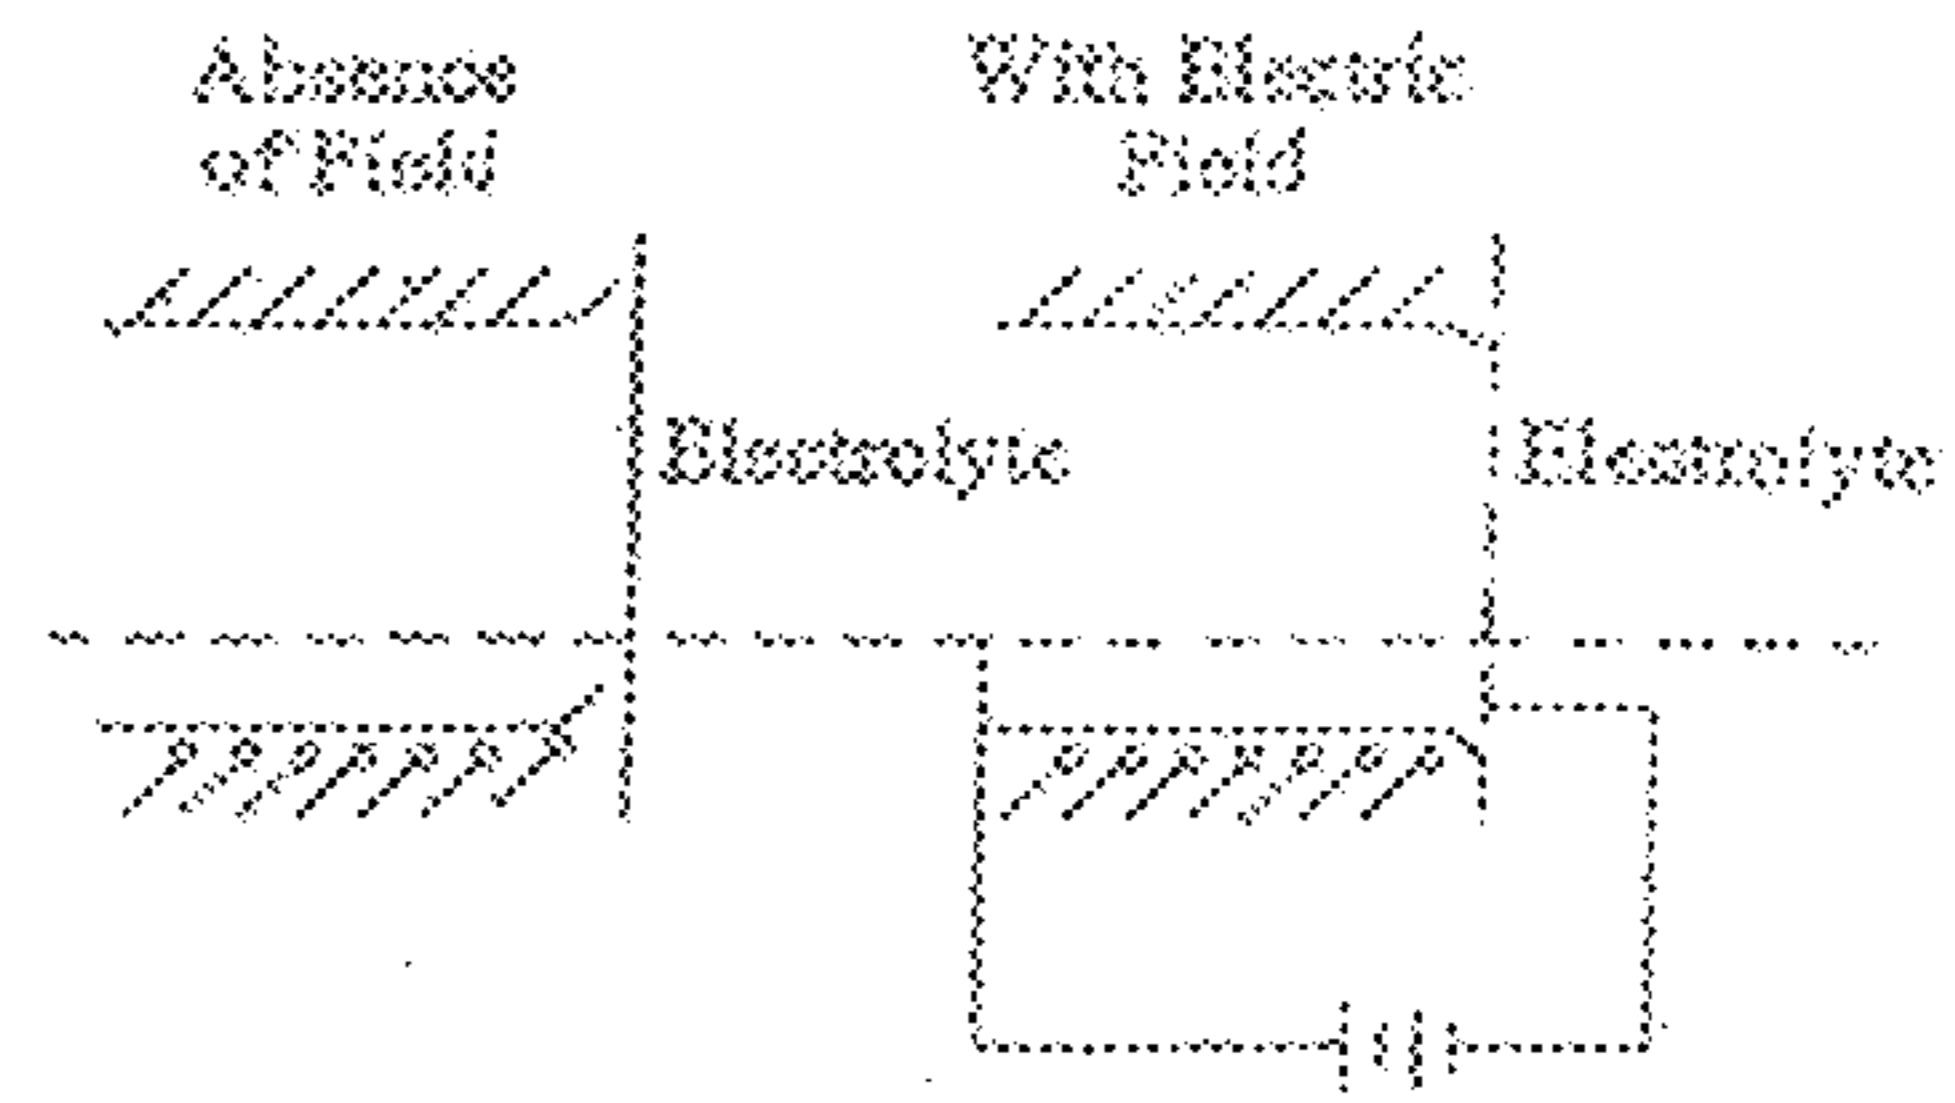 Absence
of Field
With Electric
Field
Electrolyte
Electrolyte